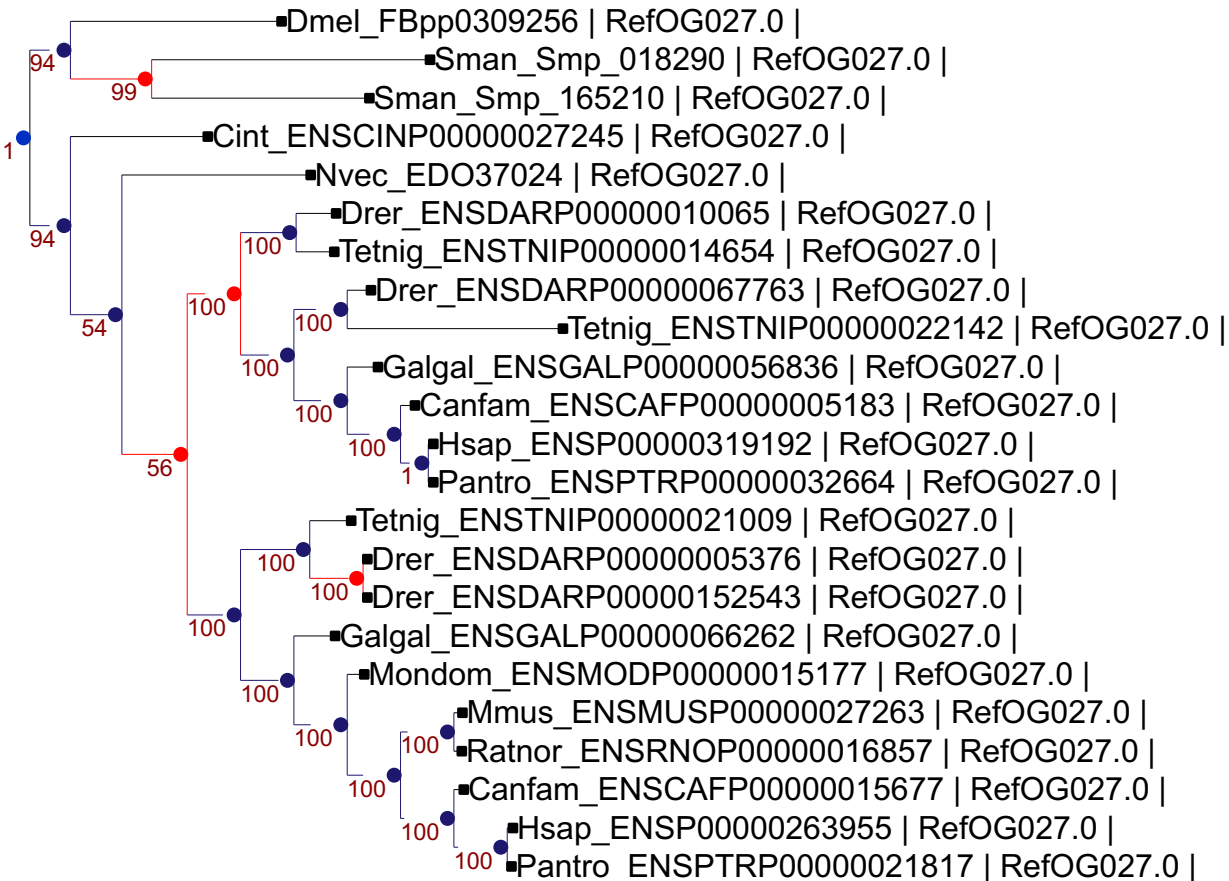 Dmel_FBpp0309256 | RefOG027.0 |
94
Sman_Smp_018290 | RefOG027.0 |
99
Sman_Smp_165210 | RefOG027.0 |
1
Cint_ENSCINP00000027245 | RefOG027.0 |
Nvec_EDO37024 | RefOG027.0 |
94
Drer_ENSDARP00000010065 | RefOG027.0 |
100
Tetnig_ENSTNIP00000014654 | RefOG027.0 |
100
Drer_ENSDARP00000067763 | RefOG027.0 |
54
100
Tetnig_ENSTNIP00000022142 | RefOG027.0 |
100
Galgal_ENSGALP00000056836 | RefOG027.0 |
100
Canfam_ENSCAFP00000005183 | RefOG027.0 |
100
Hsap_ENSP00000319192 | RefOG027.0 |
56
1
Pantro_ENSPTRP00000032664 | RefOG027.0 |
Tetnig_ENSTNIP00000021009 | RefOG027.0 |
100
Drer_ENSDARP00000005376 | RefOG027.0 |
100
Drer_ENSDARP00000152543 | RefOG027.0 |
100
Galgal_ENSGALP00000066262 | RefOG027.0 |
100
Mondom_ENSMODP00000015177 | RefOG027.0 |
100
Mmus_ENSMUSP00000027263 | RefOG027.0 |
100
Ratnor_ENSRNOP00000016857 | RefOG027.0 |
100
Canfam_ENSCAFP00000015677 | RefOG027.0 |
100
Hsap_ENSP00000263955 | RefOG027.0 |
100
Pantro_ENSPTRP00000021817 | RefOG027.0 |